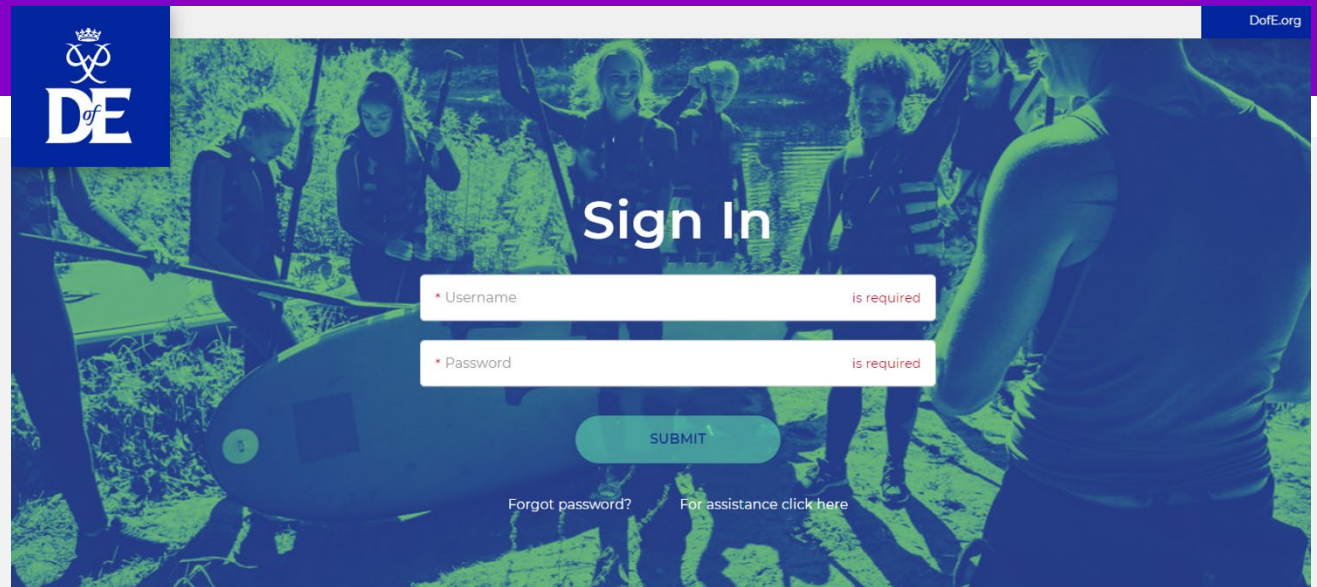 DofE.org
DofE
Sign In
* Username is required
* Password is required
SUBMIT
Forgot password? For assistance click here